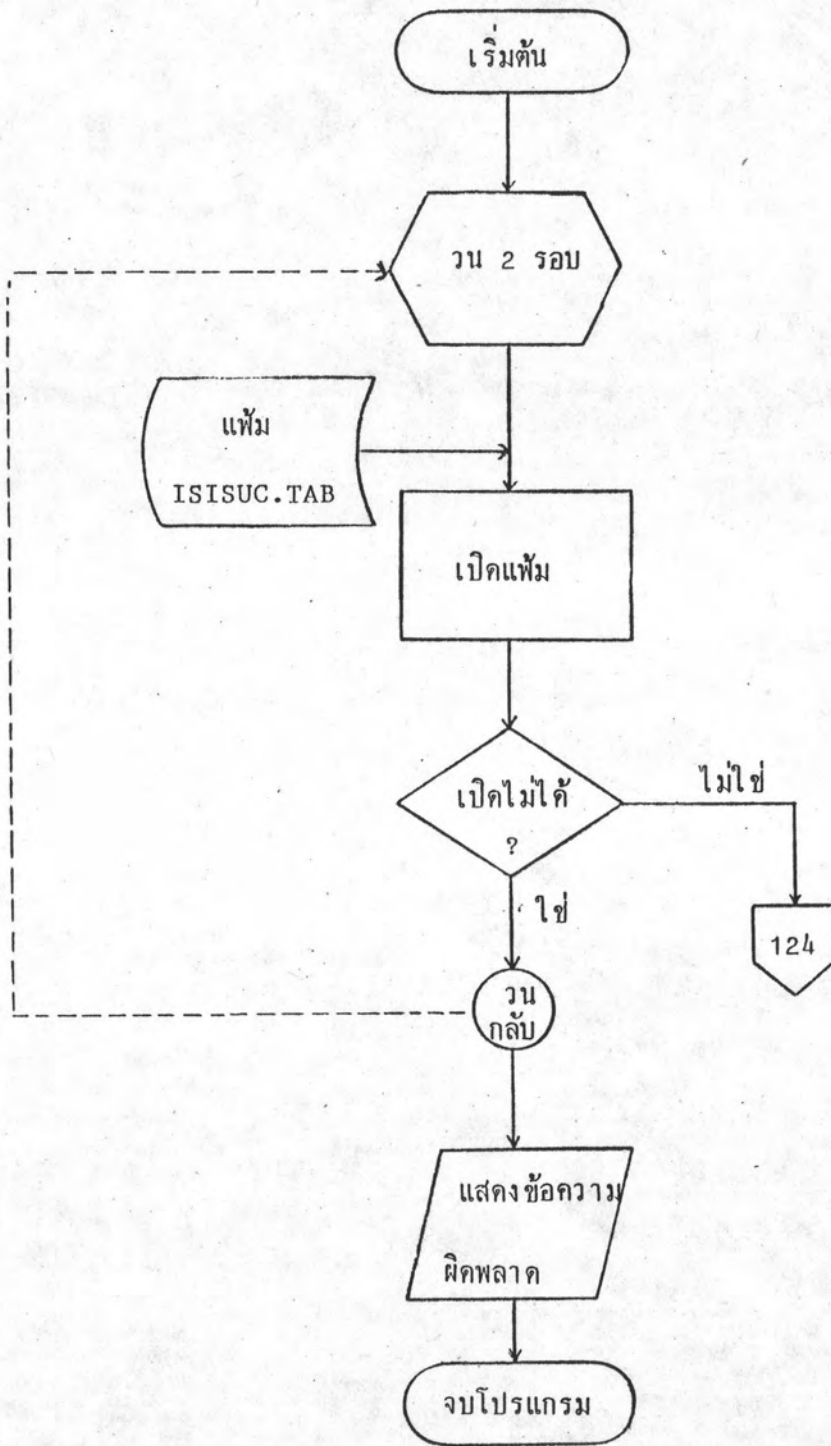 เริ่มต้น
วน 2 รอบ
แฟ้ม
ISISUC.TAB
เปิดแฟ้ม
เปิดไม่ได้
?
ไม่ใช่
ใช่
124
วน
กลับ
แสดงข้อความ
ผิดพลาด
จบโปรแกรม